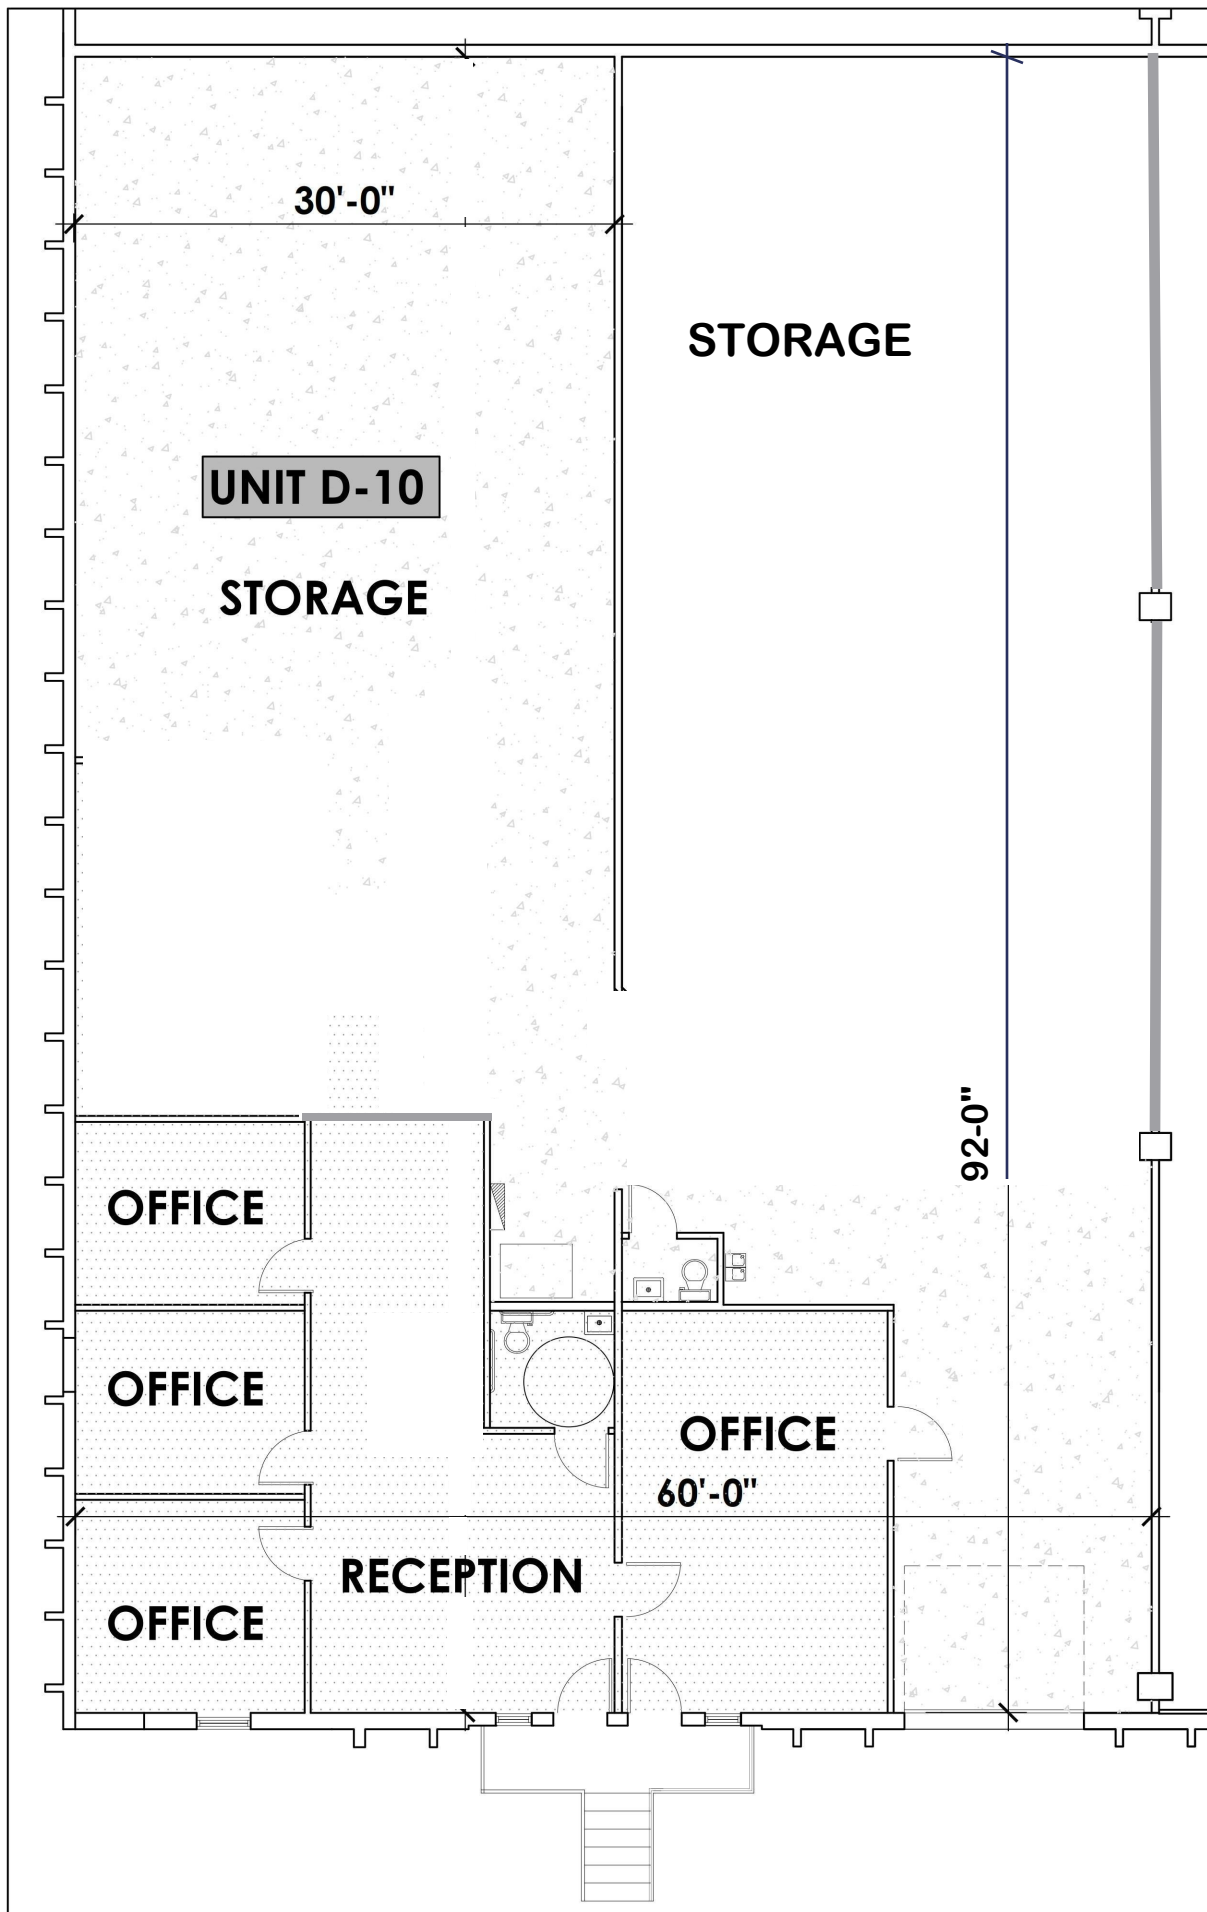 30'-0"
STORAGE
UNIT D-10
STORAGE
92-0"
OFFICE
OFFICE
OFFICE
60'-0"
RECEPTION
OFFICE